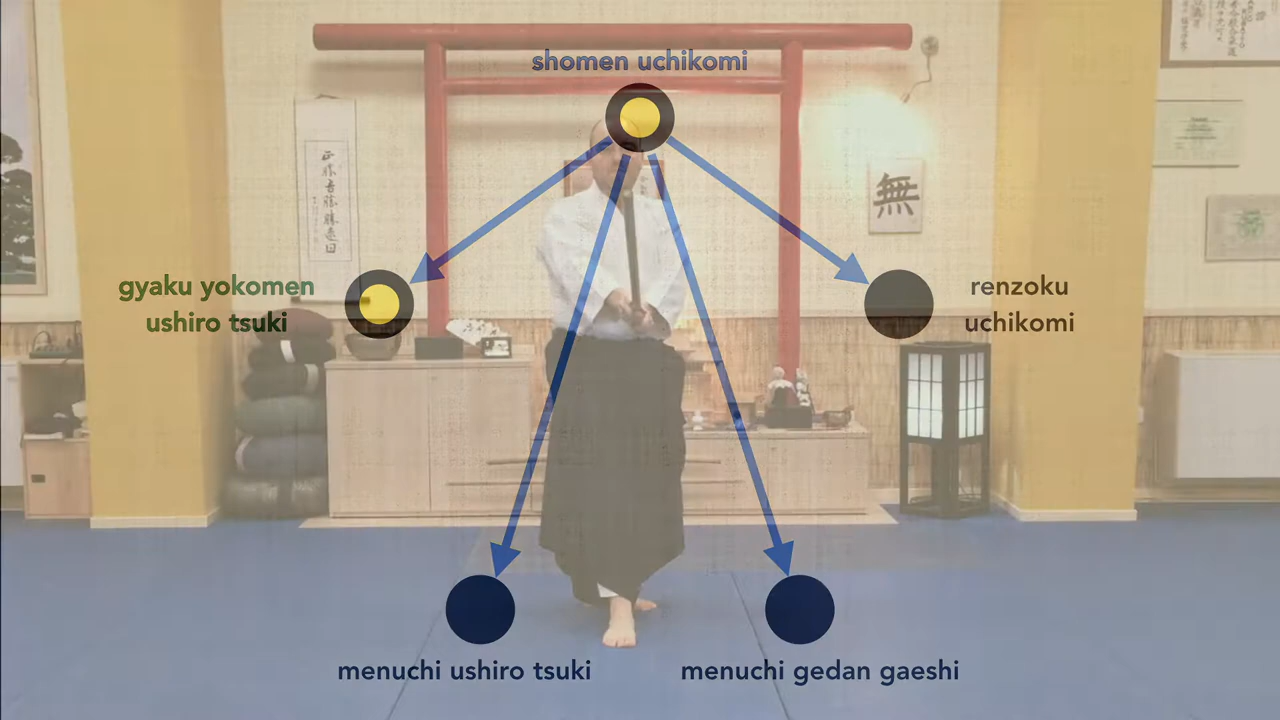 shomen uchikomi
無
gyaku yokomen
ushiro tsuki
renzoku
uchikomi
menuchi ushiro tsuki
menuchi gedan gaeshi